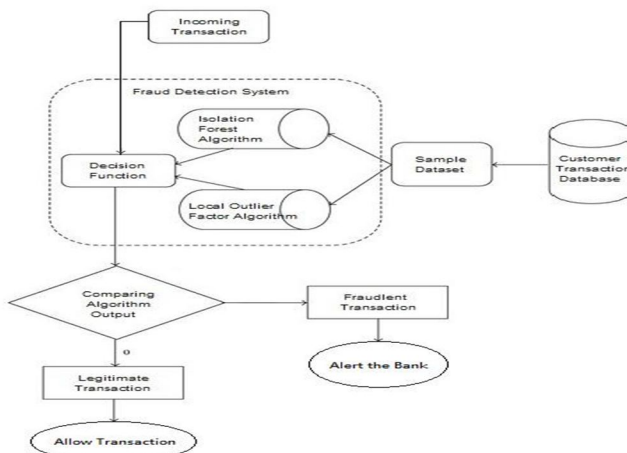 Incoming
Transaction
Fraud Detection System
Isolation
Forest
Algorithm
Decision
Function
Sample
Dataset
Customer
Transaction
Database
Local Outlier
Factor Algorithm
Comparing
Algorithm
Output
Fraudlent
Transaction
0
Alert the Bank
Legitimate
Transaction
Allow Transaction